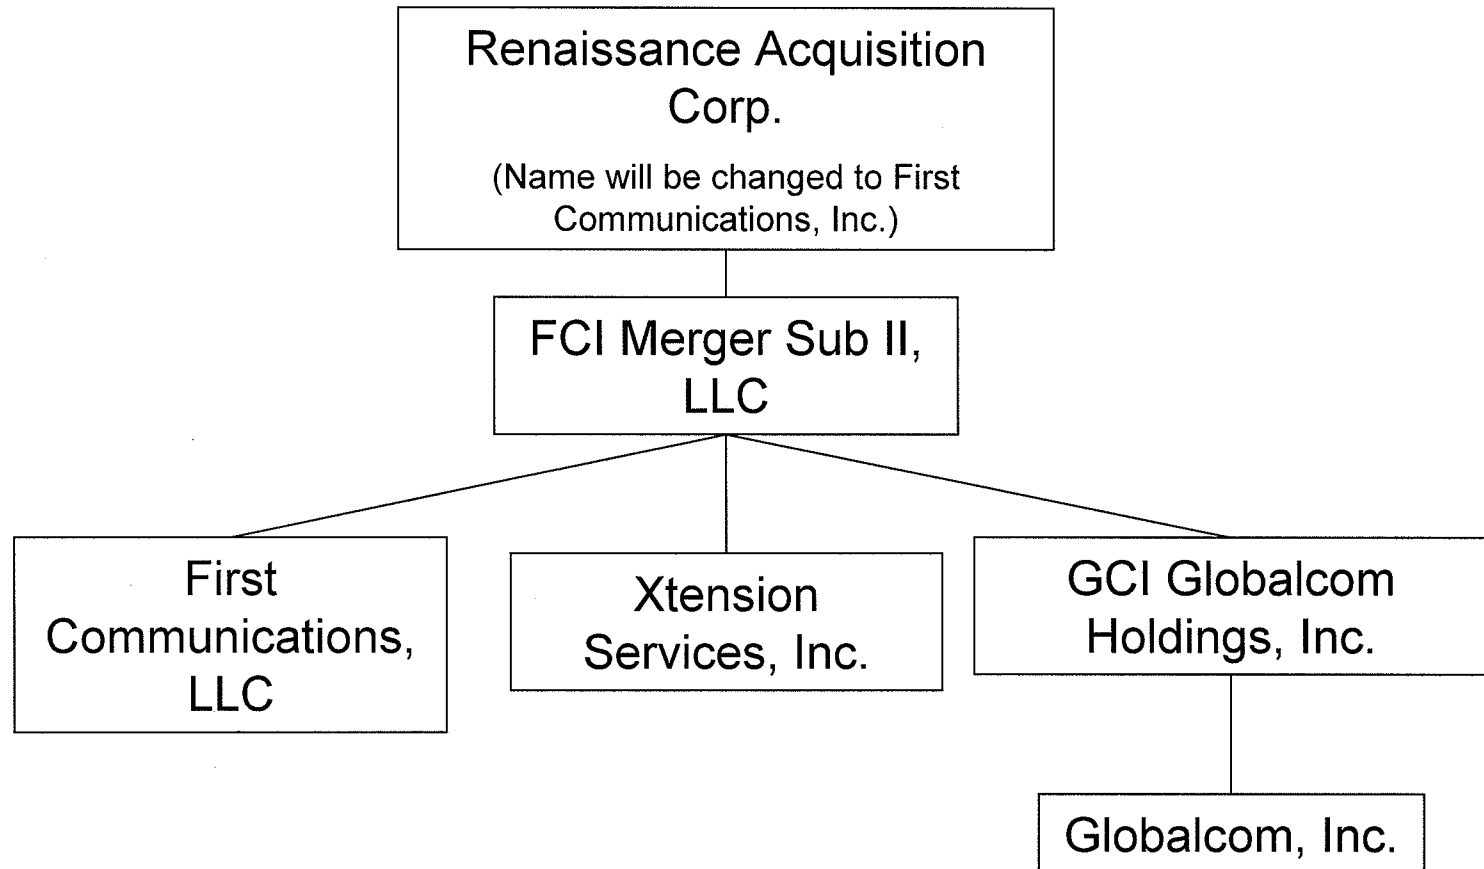 Renaissance Acquisition
Corp.
(Name will be changed to First
Communications, Inc.)
FCI Merger Sub II,
LLC
First
Communications,
LLC
Xtension
Services, Inc.
GCI Globalcom
Holdings, Inc.
Globalcom, Inc.